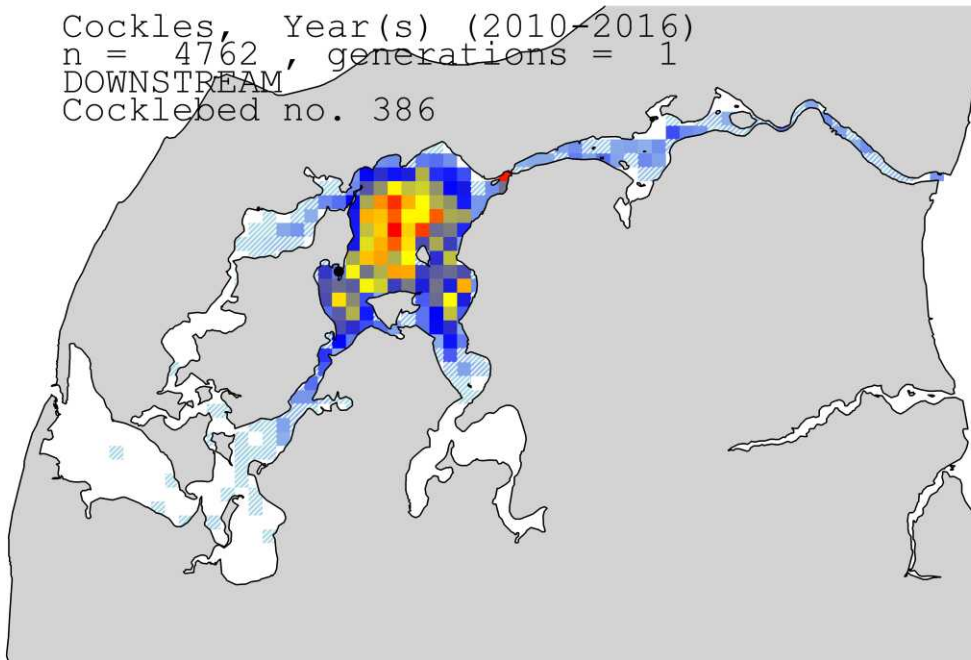 Cockles, Year(s) (2010-2016)
n = 4762 , generations = 1
DOWNSTREAM
Cocklebed no. 386